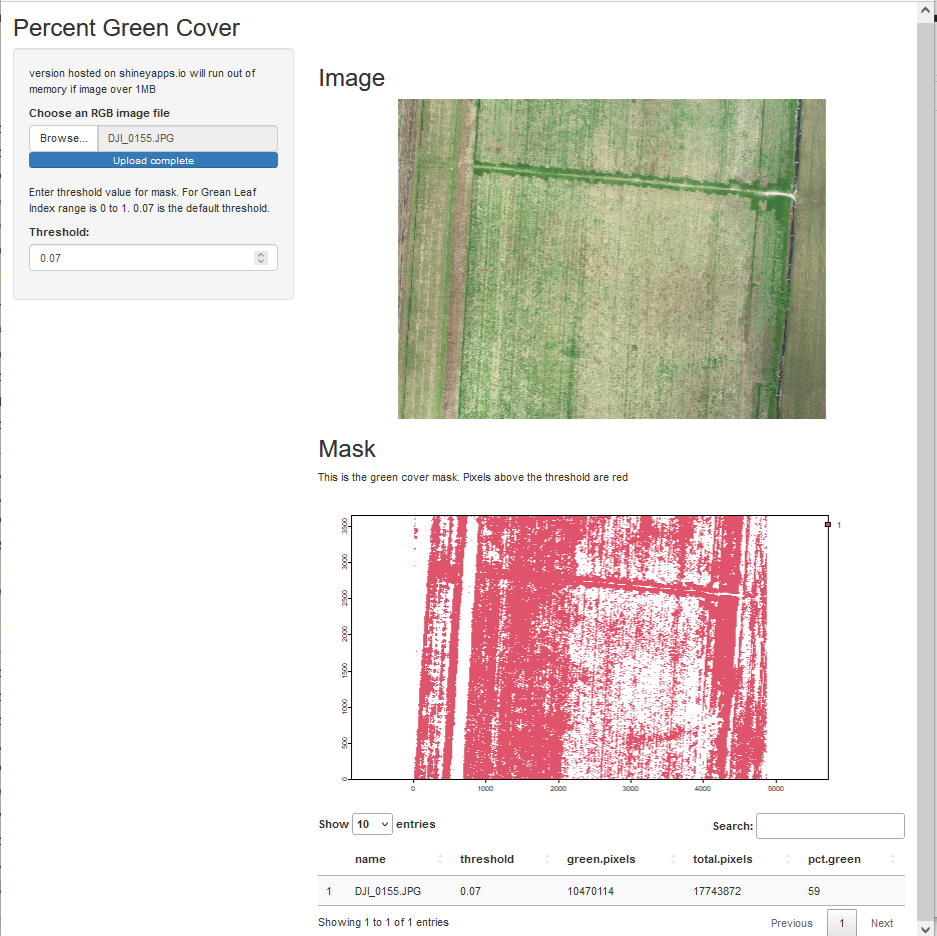 Percent Green Cover
version hosted on shineyapps.io will run out of
memory if image over 1MB
Choose an RGB image file
Browse... DJI_0155.JPG
Upload complete
Enter threshold value for mask. For Grean Leaf
Index range is 0 to 1. 0.07 is the default threshold.
Threshold:
0.07
Image
Mask
This is the green cover mask. Pixels above the threshold are red
3500
3000
2500
2000
1500
1000
500
0
0 1000 2000 3000 4000 5000
1
Show 10 entries
Search:
name threshold green.pixels total.pixels pct.green
1 DJI_0155.JPG 0.07 10470114 17743872 59
Showing 1 to 1 of 1 entries
Previous 1 Next